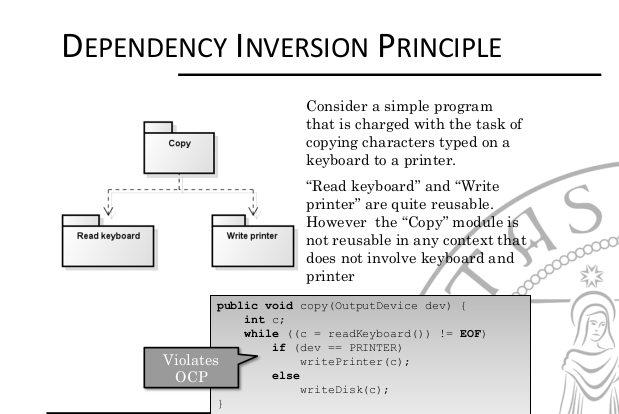 DEPENDENCY INVERSION PRINCIPLE
Consider a simple program
that is charged with the task of
copying characters typed on a
keyboard to a printer.
"Read keyboard" and "Write
printer" are quite reusable.
However the "Copy" module is
not reusable in any context that
does not involve keyboard and
printer
Copy
Read keyboard
Write printer
public void copy(OutputDevice dev) {
int c;
while ((c = readKeyboard()) != EOF)
if (dev == PRINTER)
writePrinter(c);
else
writeDisk(c);
}
Violates
OCP
TAS